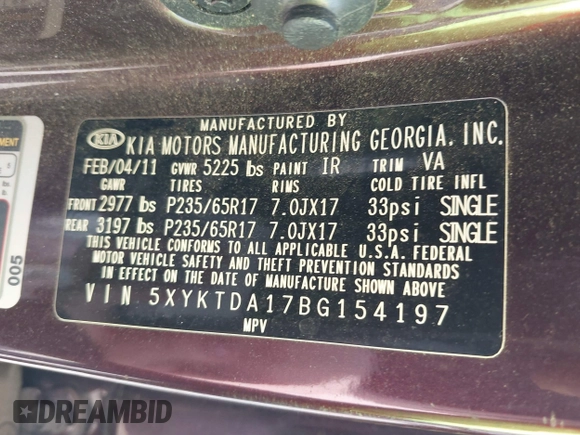 MANUFACTURED BY
KIA KIA MOTORS MANUFACTURING GEORGIA, INC.
FEB/04/11 GVWR 5225 lbs PAINT IR TRIM VA
GAWR TIRES RIMS COLD TIRE INFL
FRONT 2977 lbs P235/65R17 7.0JX17 33psi SINGLE
REAR 3197 lbs P235/65R17 7.0JX17 33psi SINGLE
THIS VEHICLE CONFORMS TO ALL APPLICABLE U.S.A. FEDERAL
MOTOR VEHICLE SAFETY AND THEFT PREVENTION STANDARDS
IN EFFECT ON THE DATE OF MANUFACTURE SHOWN ABOVE
VIN 5XYKTDA17BG154197
MPV
005
DREAMBID